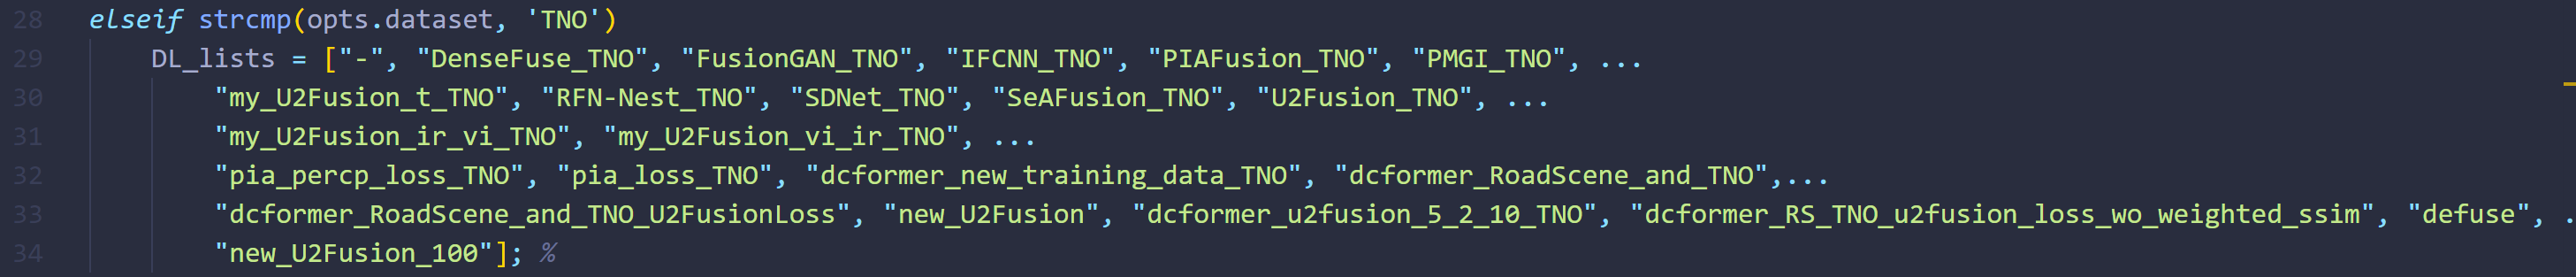 28 elseif strcmp(opts.dataset, 'TNO')
29 DL_lists = ["-", "DenseFuse_TNO", "FusionGAN_TNO", "IFCNN_TNO", "PIAFusion_TNO", "PMGI_TNO", ...
30 "my_U2Fusion_t_TNO", "RFN-Nest_TNO", "SDNet_TNO", "SeAFusion_TNO", "U2Fusion_TNO", ...
31 "my_U2Fusion_ir_vi_TNO", "my_U2Fusion_vi_ir_TNO", ...
32 "pia_percp_loss_TNO", "pia_loss_TNO", "dcformer_new_training_data_TNO", "dcformer_RoadScene_and_TNO",...
33 "dcformer_RoadScene_and_TNO_U2FusionLoss", "new_U2Fusion", "dcformer_u2fusion_5_2_10_TNO", "dcformer_RS_TNO_u2fusion_loss_wo_weighted_ssim", "defuse", .
34 "new_U2Fusion_100"]; %